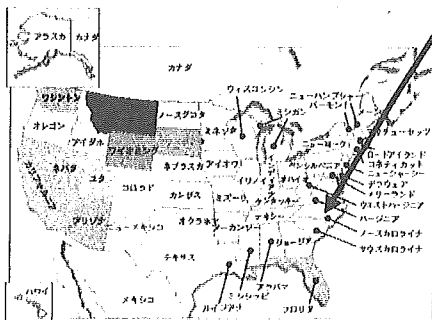 アラスカ
カナダ
カナダ
ワシントン
オレゴン
アイダホ
ノースダコタ
ミネソタ
ウィスコンシン
ミシガン
ニューハンプシャー
バーモント
ニューヨーク
ロードアイランド
コネティカット
ニュージャージー
デラウェア
メリーランド
ウエストバージニア
バージニア
ノースカロライナ
サウスカロライナ
ペンシルバニア
オハイオ
イリノイ
アイオワ
ネブラスカ
ワイオミング
ネバダ
ユタ
コロラド
カンザス
ミズーリ
ケンタッキー
カリフォルニア
アリゾナ
ニューメキシコ
オクラホマ
アーカンソー
テネシー
ジョージア
テキサス
アラバマ
ミシシッピ
ルイジアナ
フロリダ
メキシコ
ハワイ